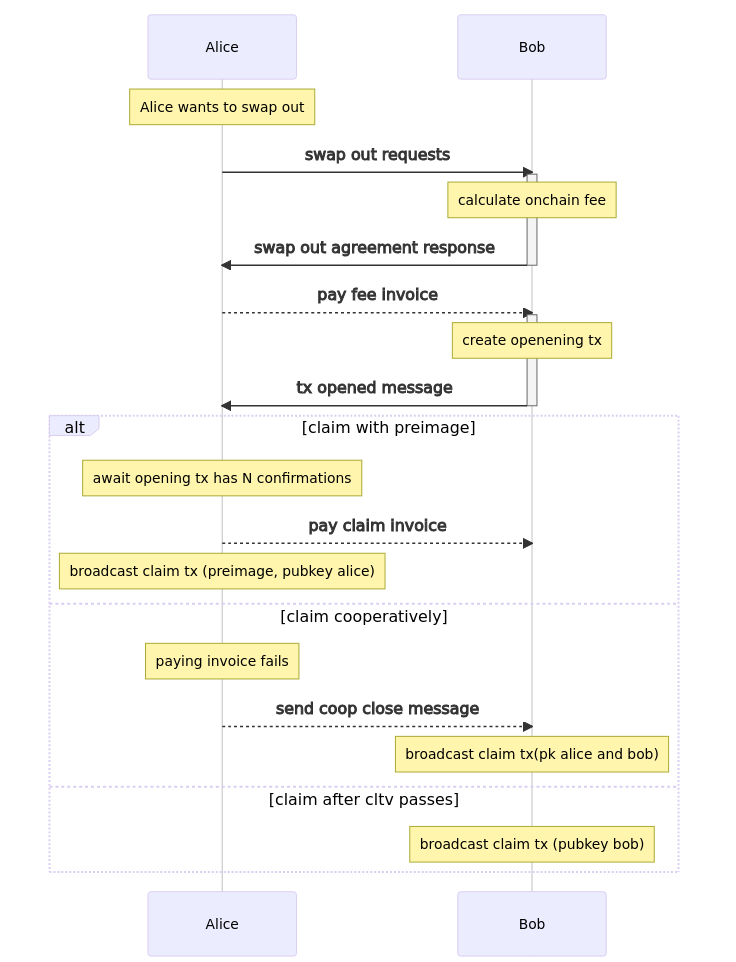 Alice
Bob
Alice wants to swap out
swap out requests
calculate onchain fee
swap out agreement response
pay fee invoice
create openening tx
tx opened message
alt
[claim with preimage]
await opening tx has N confirmations
pay claim invoice
broadcast claim tx (preimage, pubkey alice)
[claim cooperatively]
paying invoice fails
send coop close message
broadcast claim tx(pk alice and bob)
[claim after cltv passes]
broadcast claim tx (pubkey bob)
Alice
Bob